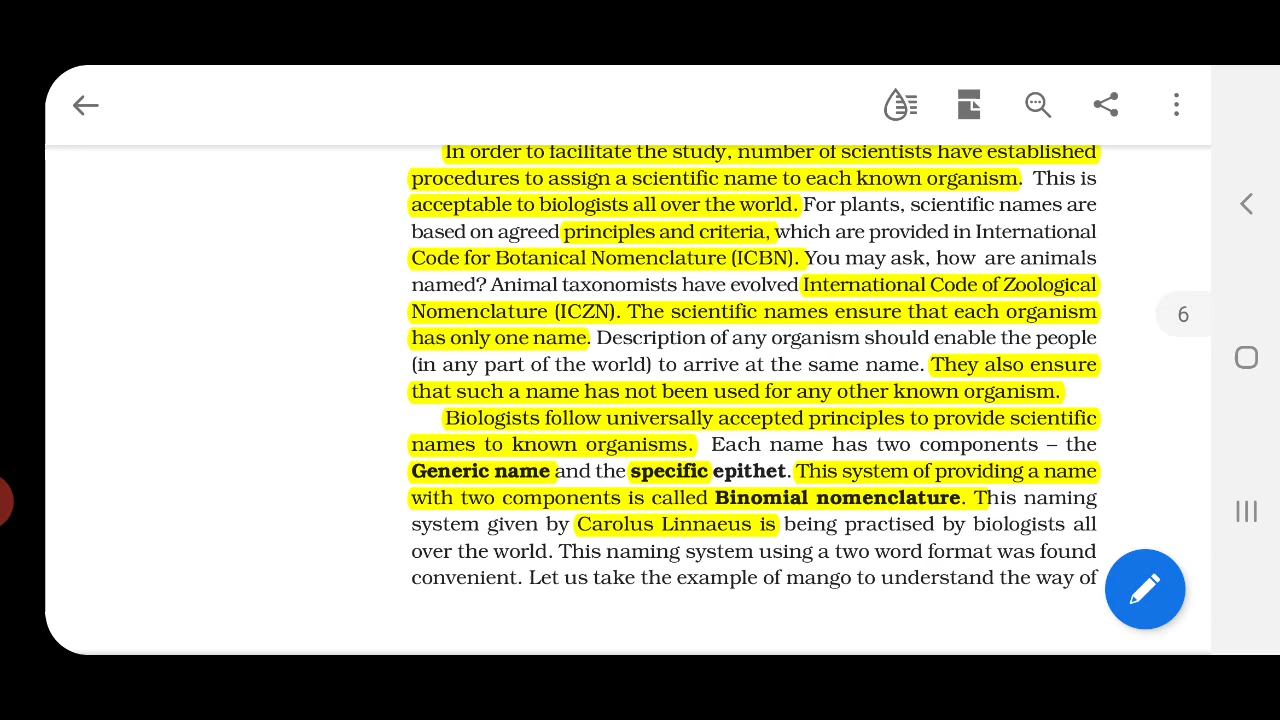 In order to facilitate the study, number of scientists have established
procedures to assign a scientific name to each known organism. This is
acceptable to biologists all over the world. For plants, scientific names are
based on agreed principles and criteria, which are provided in International
Code for Botanical Nomenclature (ICBN). You may ask, how are animals
named? Animal taxonomists have evolved International Code of Zoological
Nomenclature (ICZN). The scientific names ensure that each organism
has only one name. Description of any organism should enable the people
(in any part of the world) to arrive at the same name. They also ensure
that such a name has not been used for any other known organism.
Biologists follow universally accepted principles to provide scientific
names to known organisms. Each name has two components – the
Generic name and the specific epithet. This system of providing a name
with two components is called Binomial nomenclature. This naming
system given by Carolus Linnaeus is being practised by biologists all
over the world. This naming system using a two word format was found
convenient. Let us take the example of mango to understand the way of
6